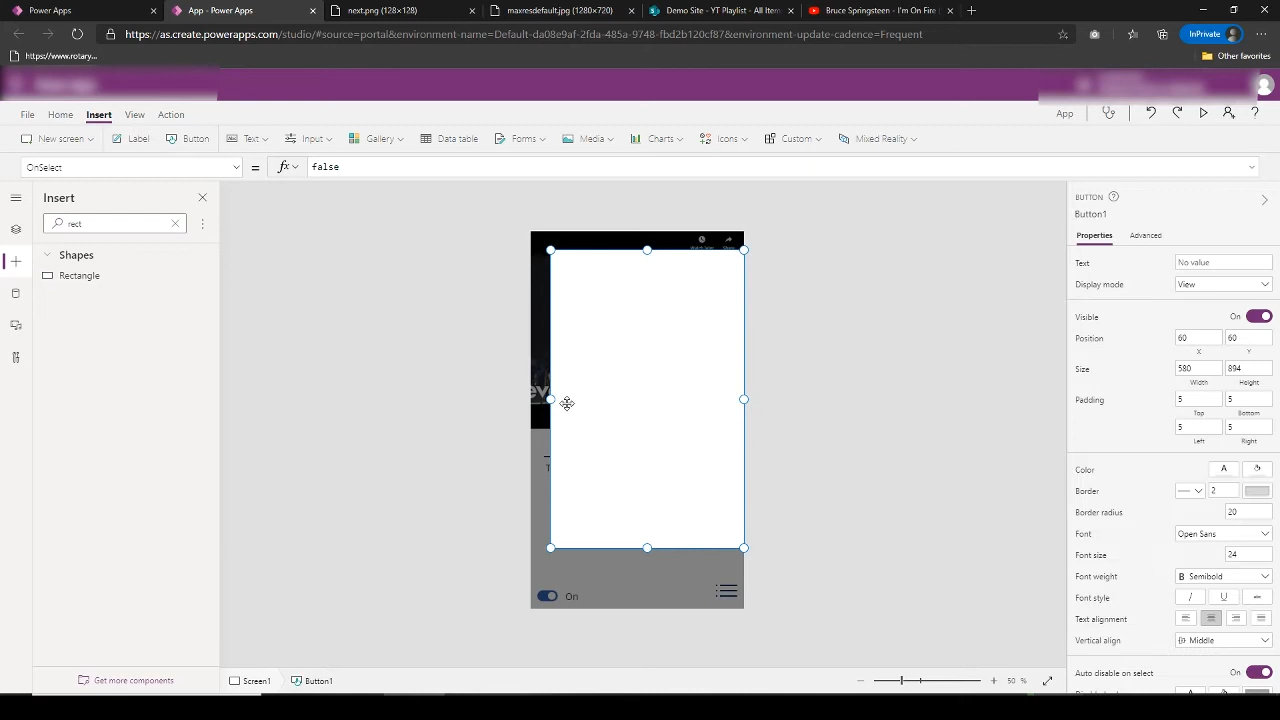 Power Apps
App - Power Apps
next.png (128×128)
maxresdefault.jpg (1280×720)
Demo Site - YT Playlist - All Item
Bruce Springsteen - I'm On Fire (
https://as.create.powerapps.com/studio/#source=portal&environment-name=Default-da08e9af-2fda-485a-9748-fbd2b120cf87&environment-update-cadence=Frequent
InPrivate
https://www.rotary...
Other favorites
File
Home
Insert
View
Action
App
New screen
Label
Button
Text
Input
Gallery
Data table
Forms
Media
Charts
Icons
Custom
Mixed Reality
OnSelect
=
fx
false
Insert
rect
Shapes
Rectangle
Get more components
Watch later
Share
eve
T
On
Screen1
Button1
50 %
BUTTON
Button1
Properties
Advanced
Text
No value
Display mode
View
Visible
On
Position
60
60
X
Y
Size
580
894
Width
Height
Padding
5
5
Top
Bottom
5
5
Left
Right
Color
Border
2
Border radius
20
Font
Open Sans
Font size
24
Font weight
B Semibold
Font style
Text alignment
Vertical align
Middle
Auto disable on select
On